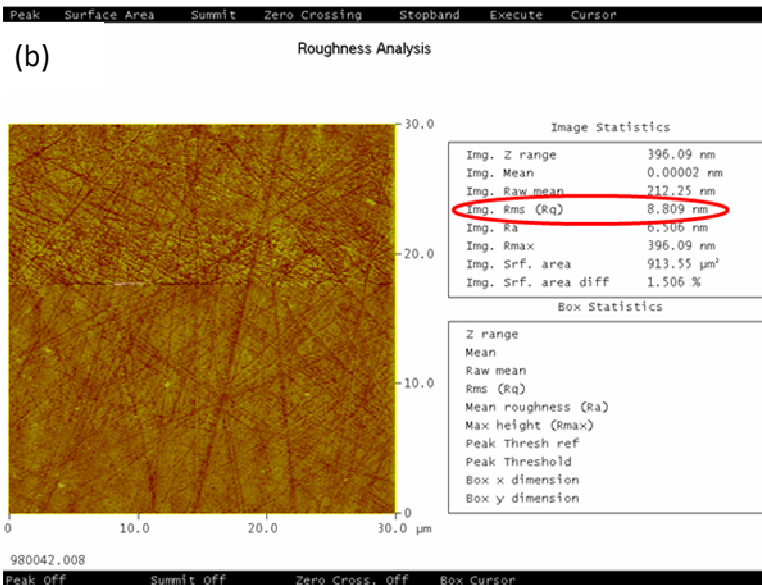 Peak Surface Area Summit Zero Crossing Stopband Execute Cursor
(b)
Roughness Analysis
30.0
20.0
10.0
0
0 10.0 20.0 30.0 µm
Image Statistics
Img. Z range 396.09 nm
Img. Mean 0.00002 nm
Img. Raw mean 212.25 nm
Img. Rms (Rq) 8.809 nm
Img. Ra 6.506 nm
Img. Rmax 396.09 nm
Img. Srf. area 913.55 µm²
Img. Srf. area diff 1.506 %
Box Statistics
Z range
Mean
Raw mean
Rms (Rq)
Mean roughness (Ra)
Max height (Rmax)
Peak Thresh ref
Peak Threshold
Box x dimension
Box y dimension
980042.008
Peak Off Summit Off Zero Cross. Off Box Cursor